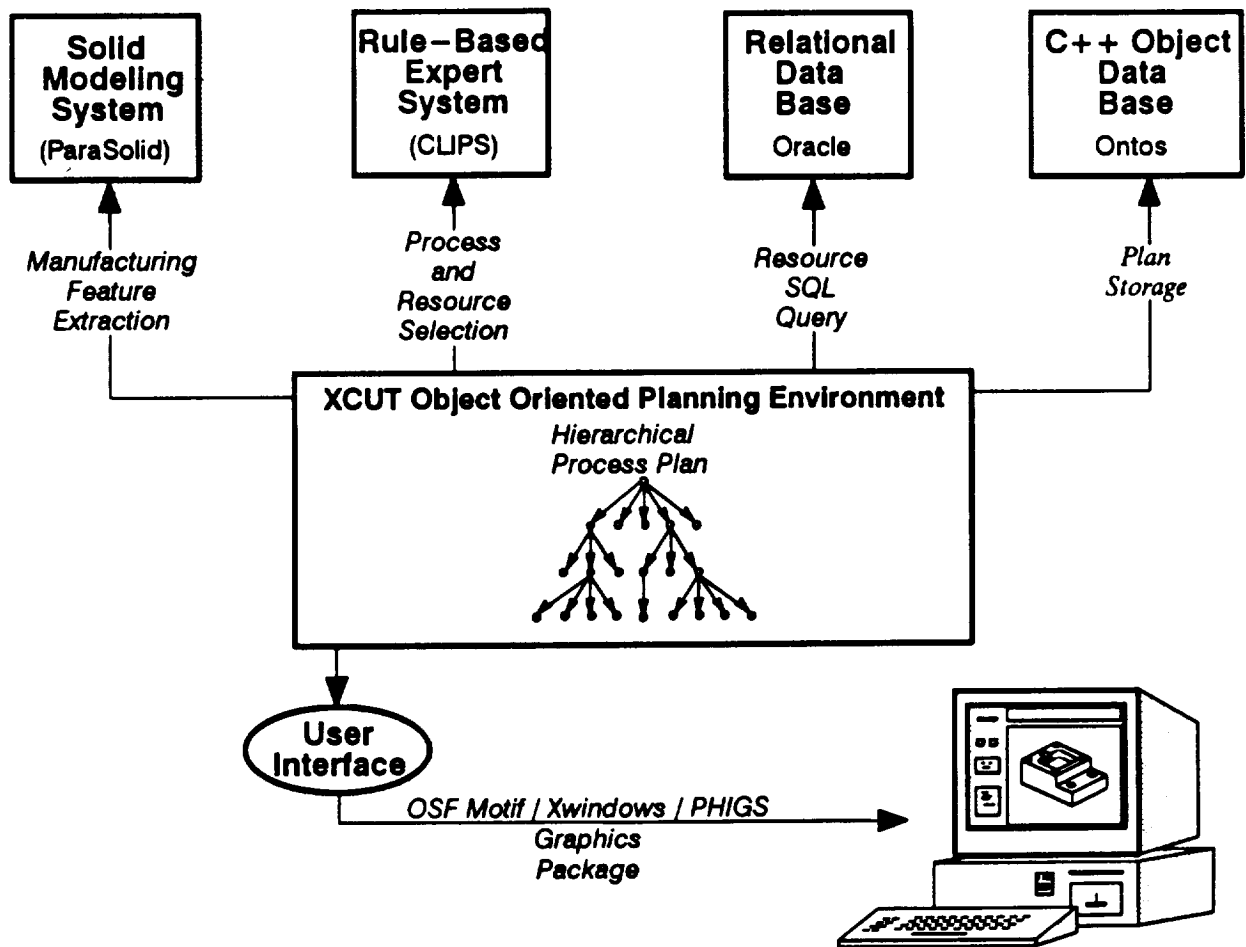 Solid
Modeling
System
(ParaSolid)
Rule-Based
Expert
System
(CLIPS)
Relational
Data
Base
Oracle
C++ Object
Data
Base
Ontos
Manufacturing
Feature
Extraction
Process
and
Resource
Selection
Resource
SQL
Query
Plan
Storage
XCUT Object Oriented Planning Environment
Hierarchical
Process Plan
User
Interface
OSF Motif / Xwindows / PHIGS
Graphics
Package